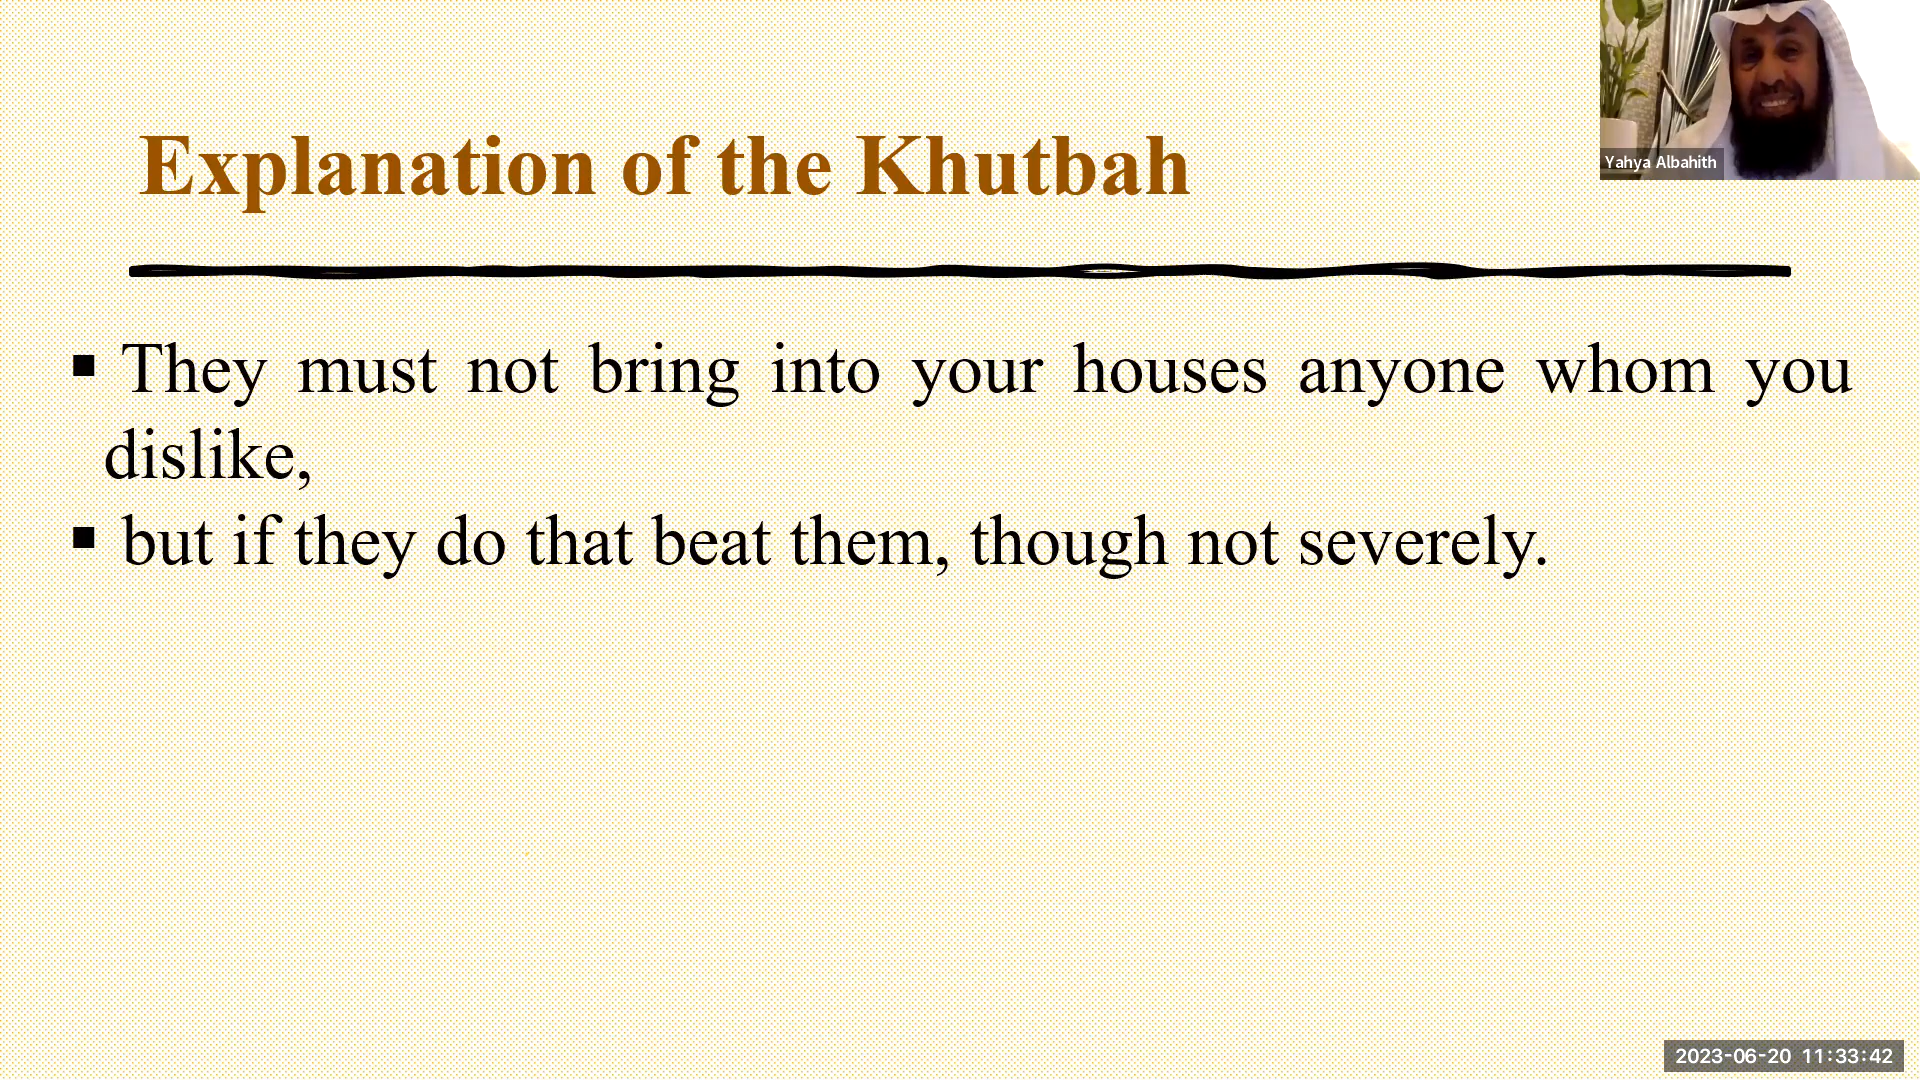 Yahya Albahith
Explanation of the Khutbah
▪ They must not bring into your houses anyone whom you
dislike,
▪ but if they do that beat them, though not severely.
2023-06-20 11:33:42